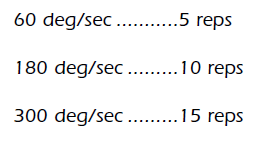 60 deg/sec ..........5 reps
180 deg/sec .........10 reps
300 deg/sec .........15 reps